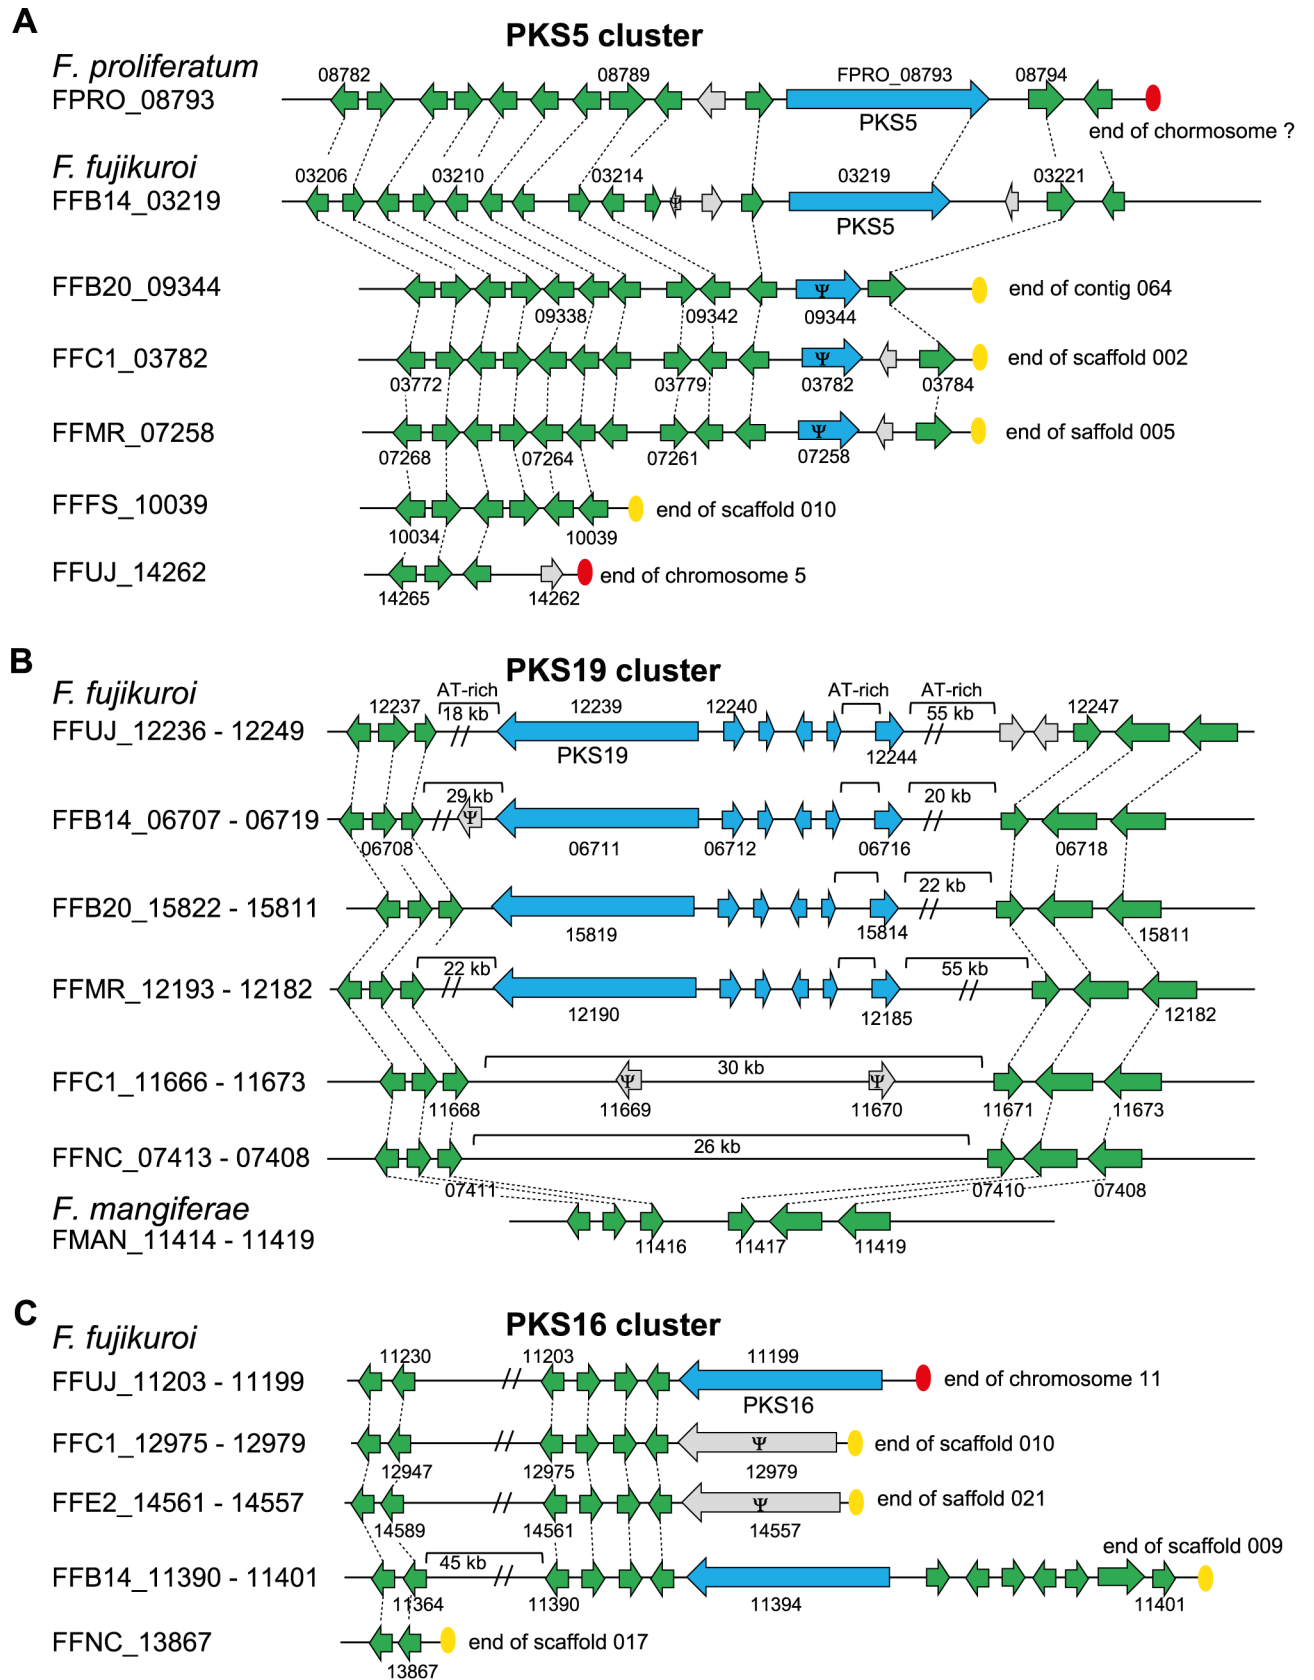 A
PKS5 cluster
F. proliferatum
08782 08789 FPRO_08793 08794
FPRO_08793
PKS5
end of chormosome ?
F. fujikuroi
03206 03210 03214 03219 03221
FFB14_03219
Ψ
PKS5
FFB20_09344
Ψ
end of contig 064
09338 09342 09344
FFC1_03782
Ψ
end of scaffold 002
03772 03779 03782 03784
FFMR_07258
Ψ
end of saffold 005
07268 07264 07261 07258
FFFS_10039
end of scaffold 010
10034 10039
FFUJ_14262
end of chromosome 5
14265 14262
B
PKS19 cluster
F. fujikuroi
AT-rich AT-rich AT-rich
12237 18 kb 12239 12240 55 kb 12247
FFUJ_12236 - 12249
PKS19 12244
29 kb 20 kb
FFB14_06707 - 06719
Ψ
06708 06711 06712 06716 06718
22 kb
FFB20_15822 - 15811
15819 15814 15811
22 kb 55 kb
FFMR_12193 - 12182
12190 12185 12182
30 kb
FFC1_11666 - 11673
Ψ Ψ
11668 11669 11670 11671 11673
26 kb
FFNC_07413 - 07408
07411 07410 07408
F. mangiferae
FMAN_11414 - 11419
11416 11417 11419
C
PKS16 cluster
F. fujikuroi
11230 11203 11199
FFUJ_11203 - 11199
end of chromosome 11
PKS16
FFC1_12975 - 12979
Ψ
end of scaffold 010
12947 12975 12979
FFE2_14561 - 14557
Ψ
end of saffold 021
14589 14561 14557
end of scaffold 009
45 kb
FFB14_11390 - 11401
11364 11390 11394 11401
FFNC_13867
end of scaffold 017
13867